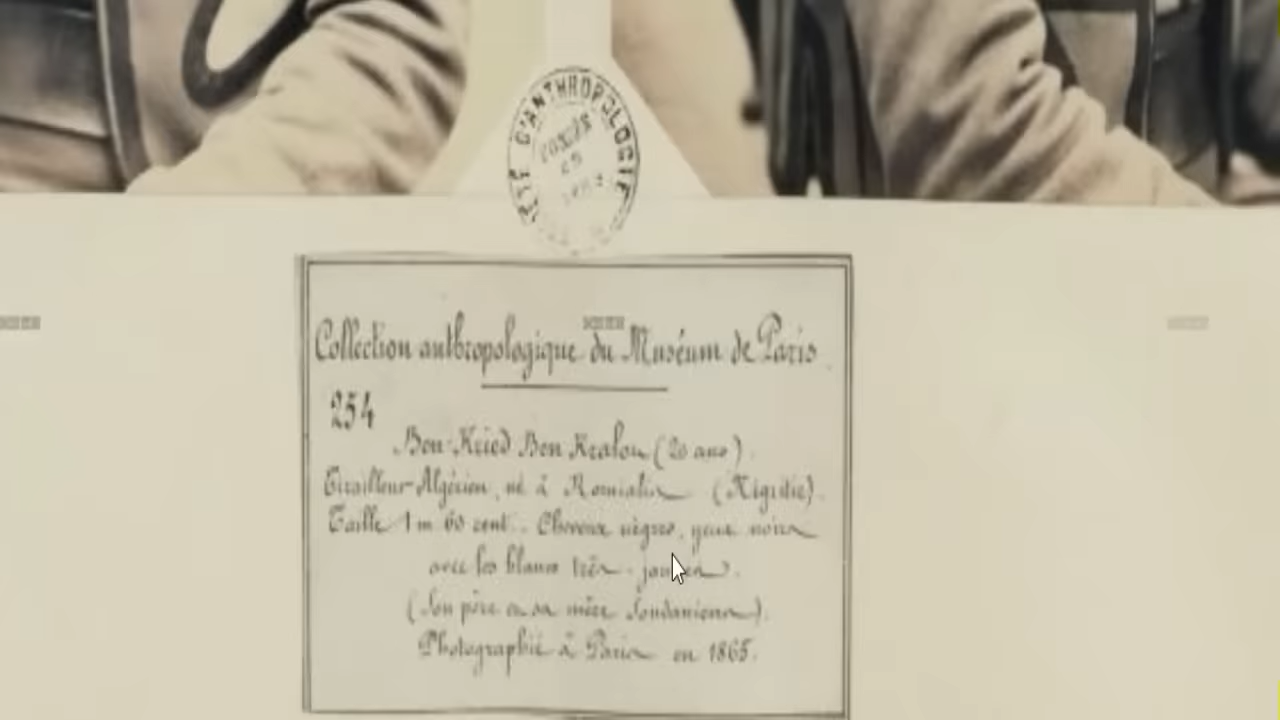 D'ANTHROPOLOGIE
Collection anthropologique du Muséum de Paris.
254
Ben-Kried Ben Kralou (20 ans).
Tirailleur-Algérien, né à (Nigritie).
Taille 1m 60 cent. Cheveux nègres, yeux noirs
avec les blancs très-jaunes.
(Son père et sa mère Soudaniens).
Photographié à Paris en 1865.